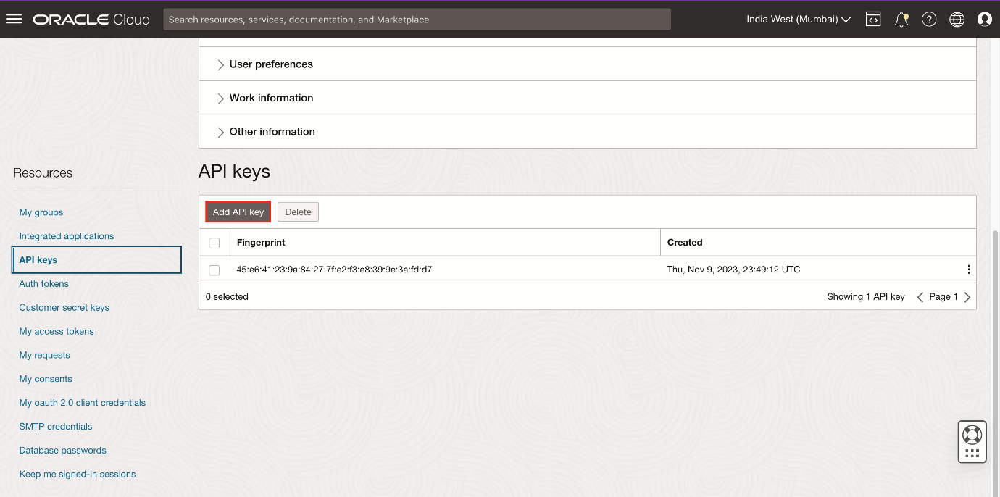 ORACLE Cloud
Search resources, services, documentation, and Marketplace
India West (Mumbai)
User preferences
Work information
Other information
Resources
My groups
Integrated applications
API keys
Auth tokens
Customer secret keys
My access tokens
My requests
My consents
My oauth 2.0 client credentials
SMTP credentials
Database passwords
Keep me signed-in sessions
API keys
Add API key Delete
Fingerprint Created
45:e6:41:23:9a:84:27:7f:e2:f3:e8:39:9e:3a:fd:d7 Thu, Nov 9, 2023, 23:49:12 UTC
0 selected Showing 1 API key Page 1